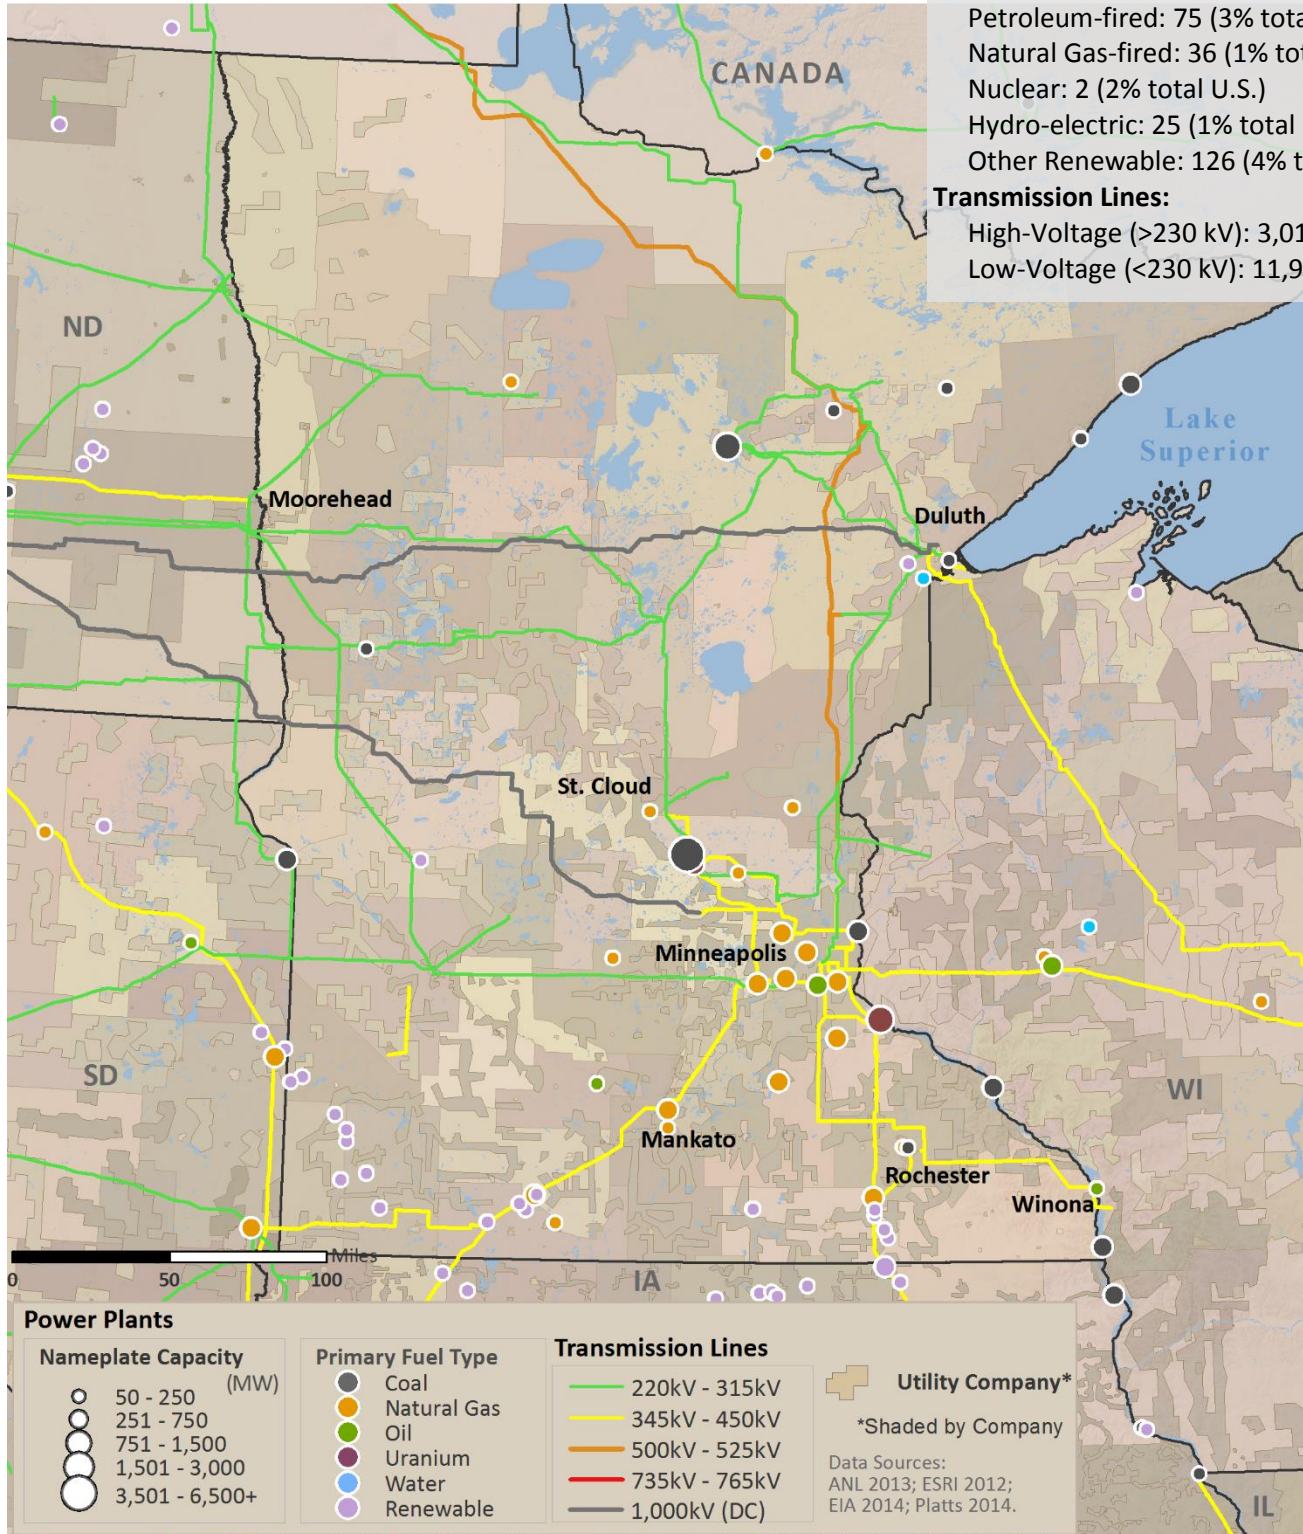 Petroleum-fired: 75 (3% tota
Natural Gas-fired: 36 (1% tot
Nuclear: 2 (2% total U.S.)
Hydro-electric: 25 (1% total
Other Renewable: 126 (4% t
Transmission Lines:
High-Voltage (>230 kV): 3,01
Low-Voltage (<230 kV): 11,9
CANADA
ND
Lake
Superior
Moorehead
Duluth
St. Cloud
Minneapolis
SD
WI
Mankato
Rochester
Winona
Miles
0 50 100
IA
Power Plants
Nameplate Capacity
(MW)
50 - 250
251 - 750
751 - 1,500
1,501 - 3,000
3,501 - 6,500+
Primary Fuel Type
Coal
Natural Gas
Oil
Uranium
Water
Renewable
Transmission Lines
220kV - 315kV
345kV - 450kV
500kV - 525kV
735kV - 765kV
1,000kV (DC)
Utility Company*
*Shaded by Company
Data Sources:
ANL 2013; ESRI 2012;
EIA 2014; Platts 2014.
IL